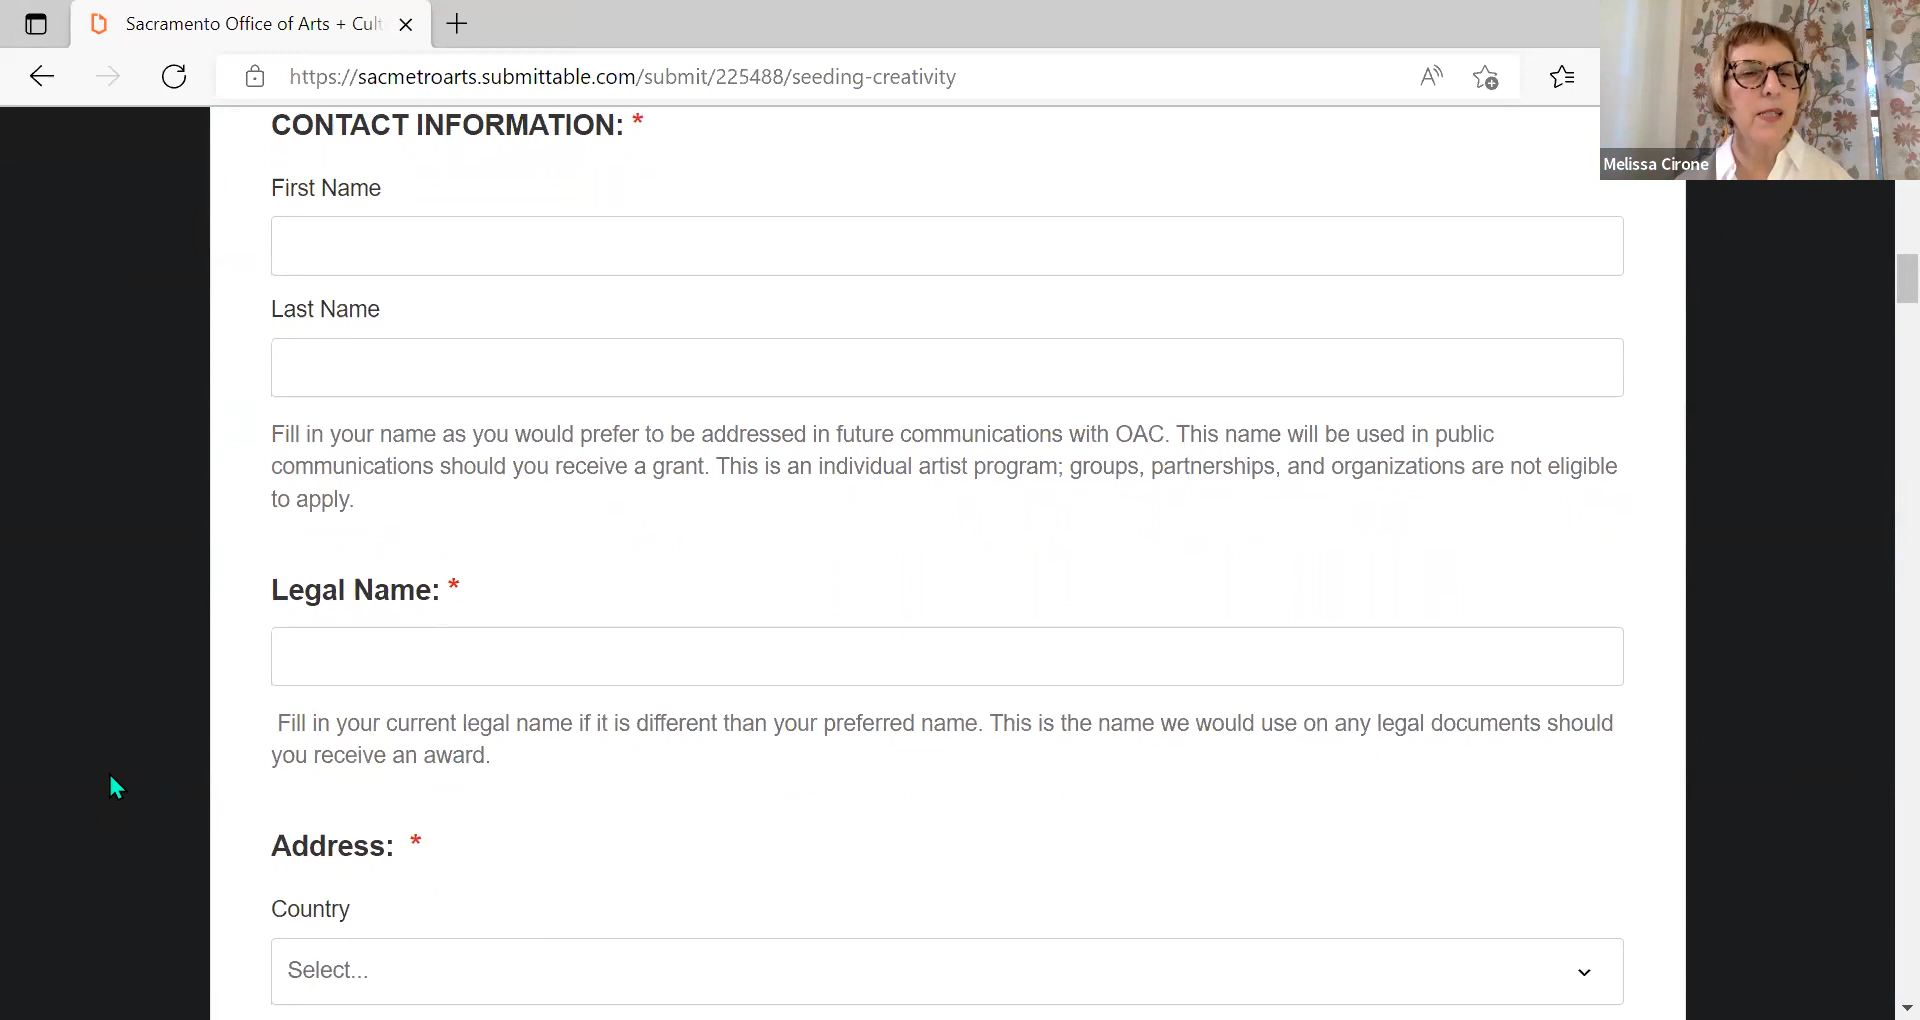 Sacramento Office of Arts + Cult
https://sacmetroarts.submittable.com/submit/225488/seeding-creativity
Melissa Cirone
CONTACT INFORMATION: *
First Name
Last Name
Fill in your name as you would prefer to be addressed in future communications with OAC. This name will be used in public
communications should you receive a grant. This is an individual artist program; groups, partnerships, and organizations are not eligible
to apply.
Legal Name: *
Fill in your current legal name if it is different than your preferred name. This is the name we would use on any legal documents should
you receive an award.
Address: *
Country
Select...